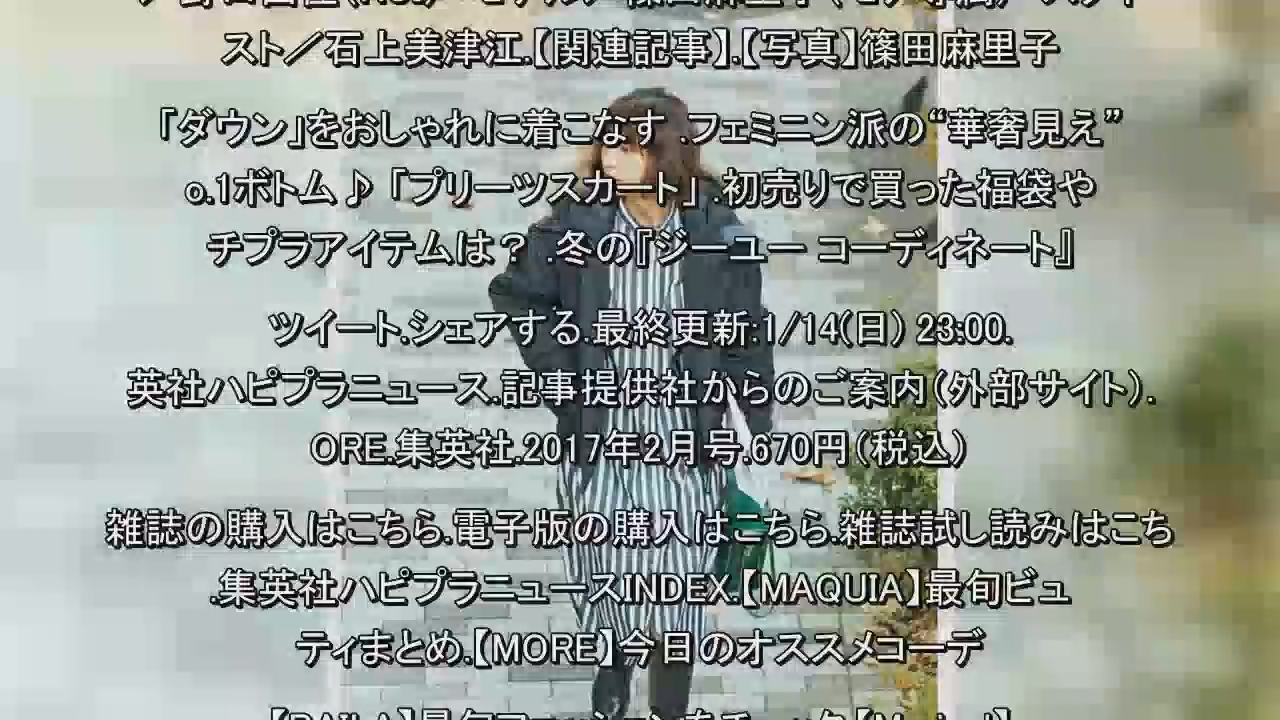 スト／石上美津江.【関連記事】.【写真】篠田麻里子
「ダウン」をおしゃれに着こなす .フェミニン派の“華奢見え”
o.1ボトム♪ 「プリーツスカート」 .初売りで買った福袋や
チプラアイテムは？ .冬の『ジーユー コーディネート』
ツイート.シェアする.最終更新:1/14(日) 23:00.
英社ハピプラニュース.記事提供社からのご案内（外部サイト）.
ORE.集英社.2017年2月号.670円（税込）
雑誌の購入はこちら.電子版の購入はこちら.雑誌試し読みはこち
.集英社ハピプラニュースINDEX.【MAQUIA】最旬ビュ
ティまとめ.【MORE】今日のオススメコーデ